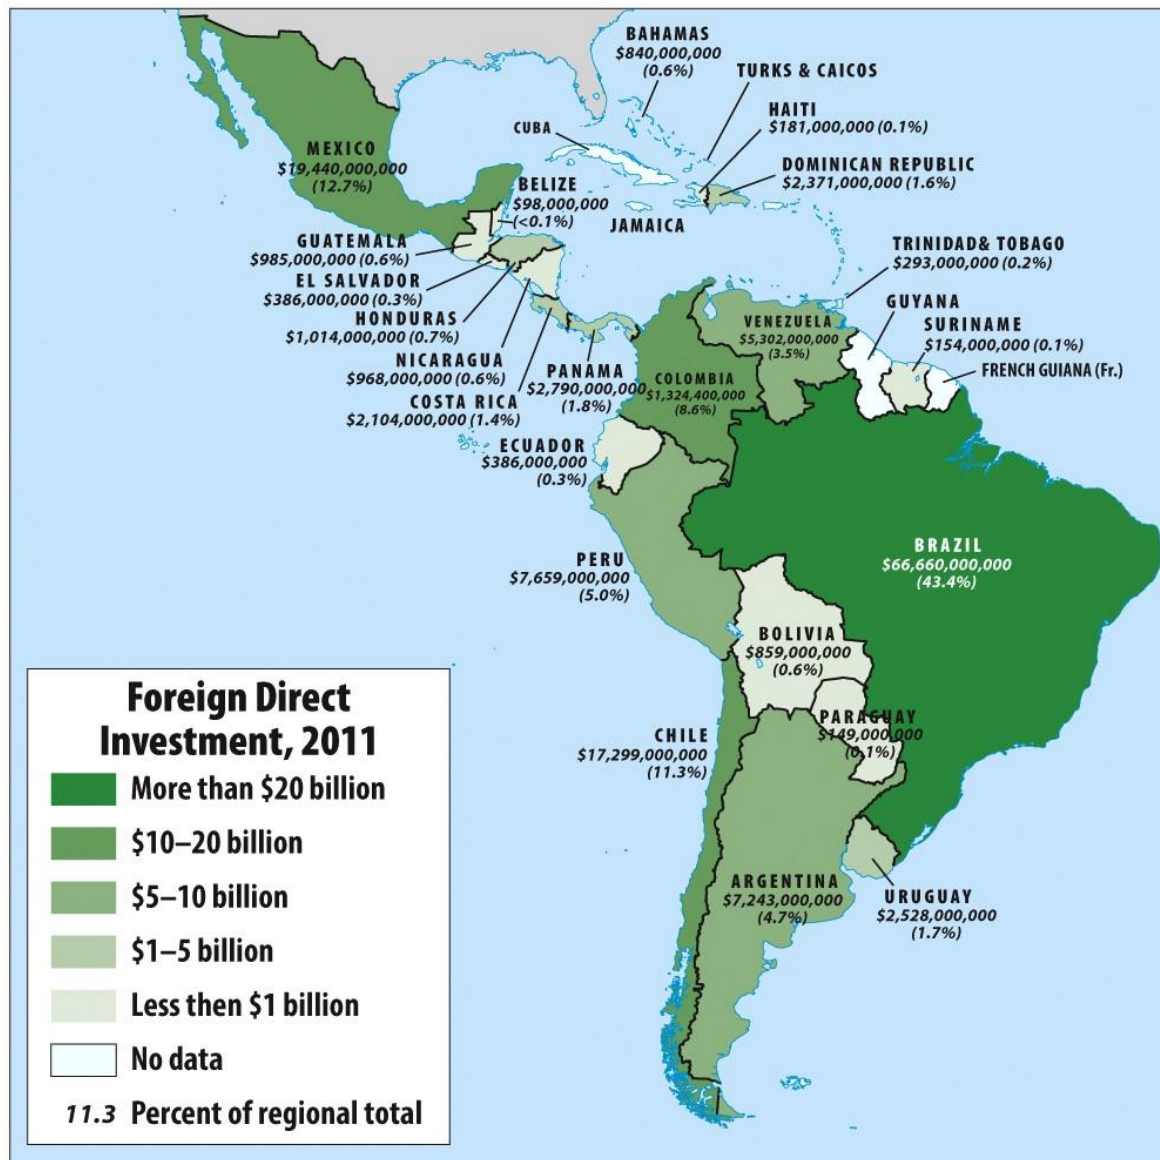 BAHAMAS
$840,000,000
(0.6%)
TURKS & CAICOS
HAITI
$181,000,000 (0.1%)
CUBA
DOMINICAN REPUBLIC
$2,371,000,000 (1.6%)
MEXICO
$19,440,000,000
(12.7%)
BELIZE
$98,000,000
(<0.1%)
JAMAICA
GUATEMALA
$985,000,000 (0.6%)
EL SALVADOR
$386,000,000 (0.3%)
HONDURAS
$1,014,000,000 (0.7%)
NICARAGUA
$968,000,000 (0.6%)
COSTA RICA
$2,104,000,000 (1.4%)
PANAMA
$2,790,000,000
(1.8%)
TRINIDAD& TOBAGO
$293,000,000 (0.2%)
GUYANA
SURINAME
$154,000,000 (0.1%)
FRENCH GUIANA (Fr.)
VENEZUELA
$5,302,000,000
(3.5%)
COLOMBIA
$1,324,400,000
(8.6%)
ECUADOR
$386,000,000
(0.3%)
PERU
$7,659,000,000
(5.0%)
BRAZIL
$66,660,000,000
(43.4%)
BOLIVIA
$859,000,000
(0.6%)
PARAGUAY
$149,000,000
(0.1%)
CHILE
$17,299,000,000
(11.3%)
ARGENTINA
$7,243,000,000
(4.7%)
URUGUAY
$2,528,000,000
(1.7%)
Foreign Direct
Investment, 2011
More than $20 billion
$10–20 billion
$5–10 billion
$1–5 billion
Less then $1 billion
No data
11.3 Percent of regional total